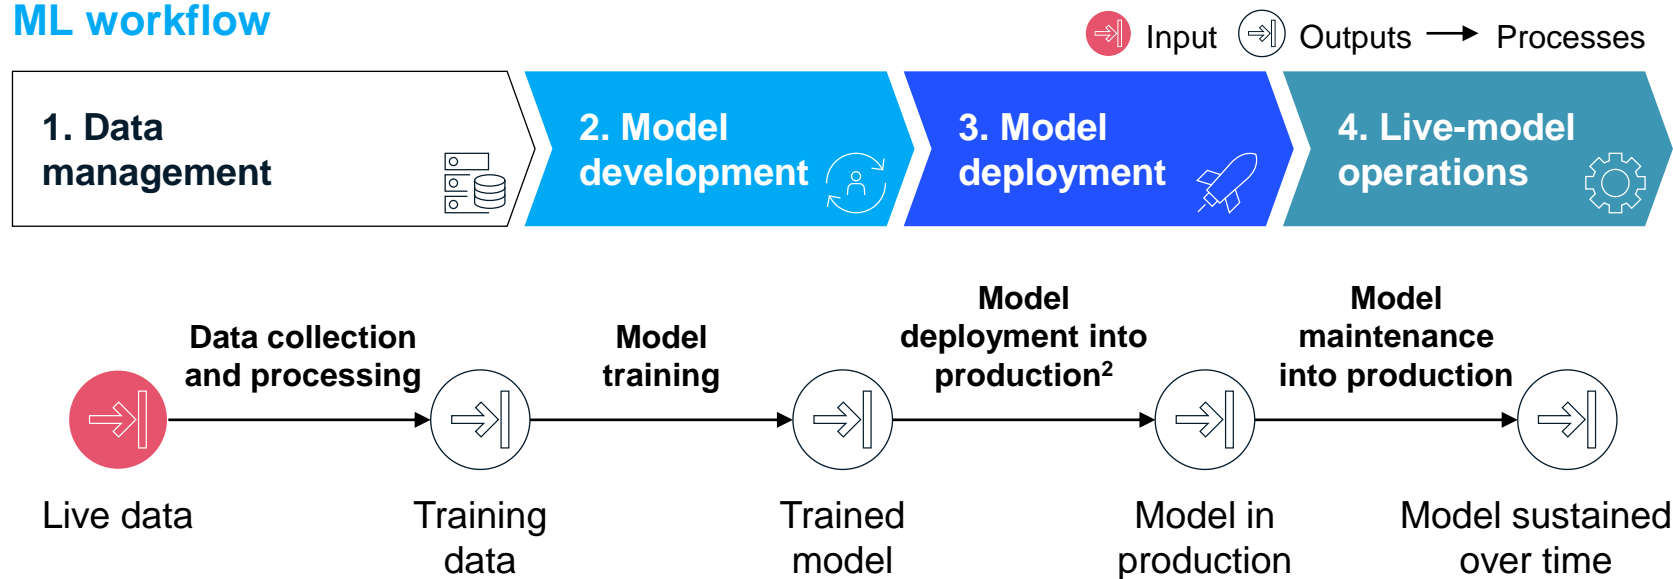 ML workflow
Input Outputs Processes
1. Data
management
2. Model
development
3. Model
deployment
4. Live-model
operations
Data collection
and processing
Model
training
Model
deployment into
production²
Model
maintenance
into production
Live data
Training
data
Trained
model
Model in
production
Model sustained
over time